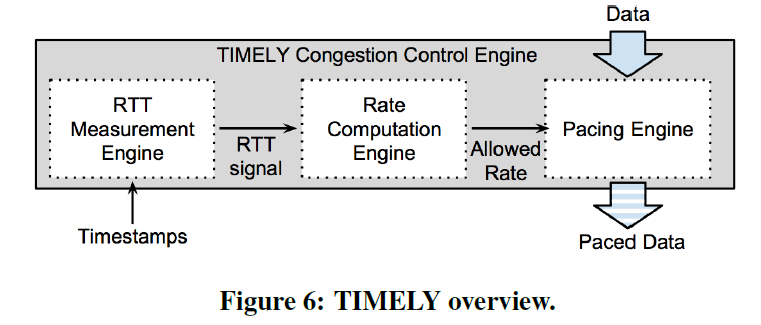 Data
TIMELY Congestion Control Engine
RTT
Measurement
Engine
RTT
signal
Rate
Computation
Engine
Allowed
Rate
Pacing Engine
Timestamps
Paced Data
Figure 6: TIMELY overview.